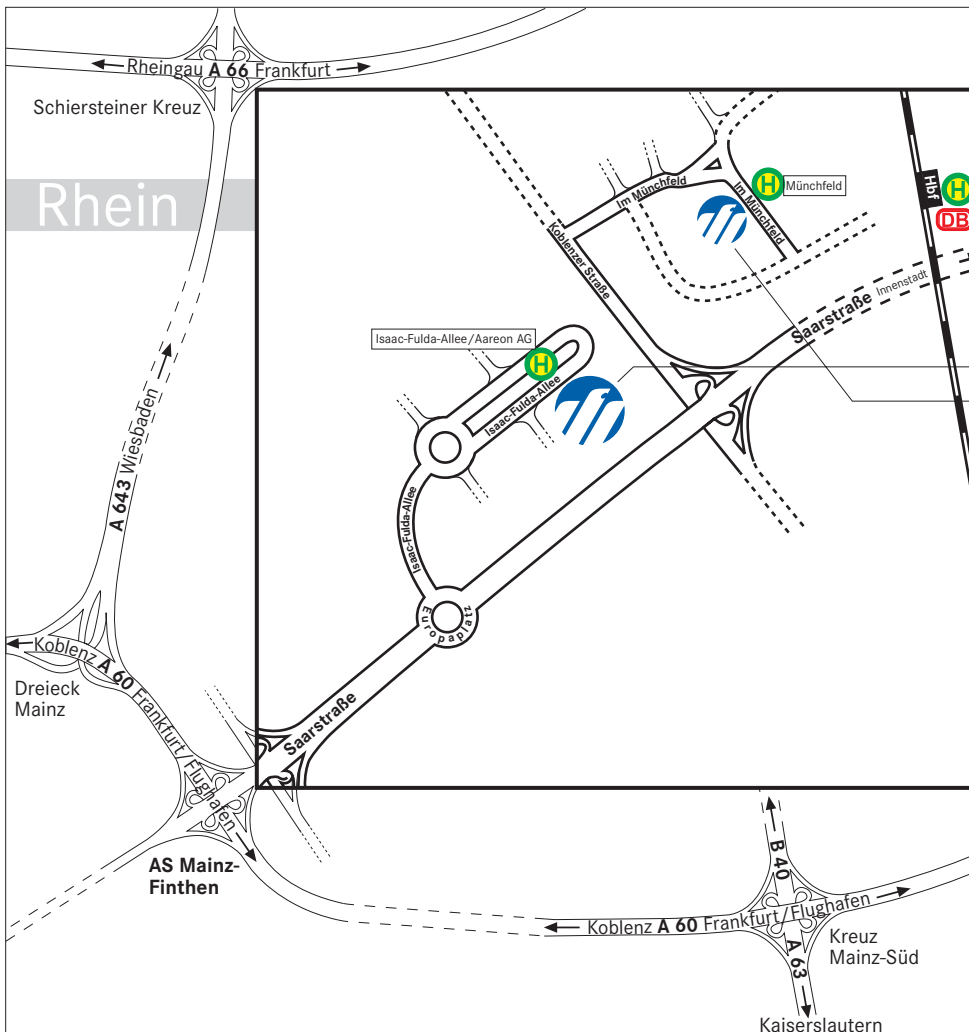 Rheingau A 66 Frankfurt
Schiersteiner Kreuz
Rhein
Im Münchfeld
Im Münchfeld
H
Münchfeld
Hbf
H
DB
Koblenzer Straße
Saarstraße Innenstadt
Isaac-Fulda-Allee/Aareon AG
H
Isaac-Fulda-Allee
Isaac-Fulda-Allee
A 643 Wiesbaden
Europaplatz
Koblenz A 60 Frankfurt/Flughafen
Dreieck
Mainz
Saarstraße
AS Mainz-
Finthen
B 40
Koblenz A 60 Frankfurt/Flughafen
Kreuz
Mainz-Süd
A 63
Kaiserslautern